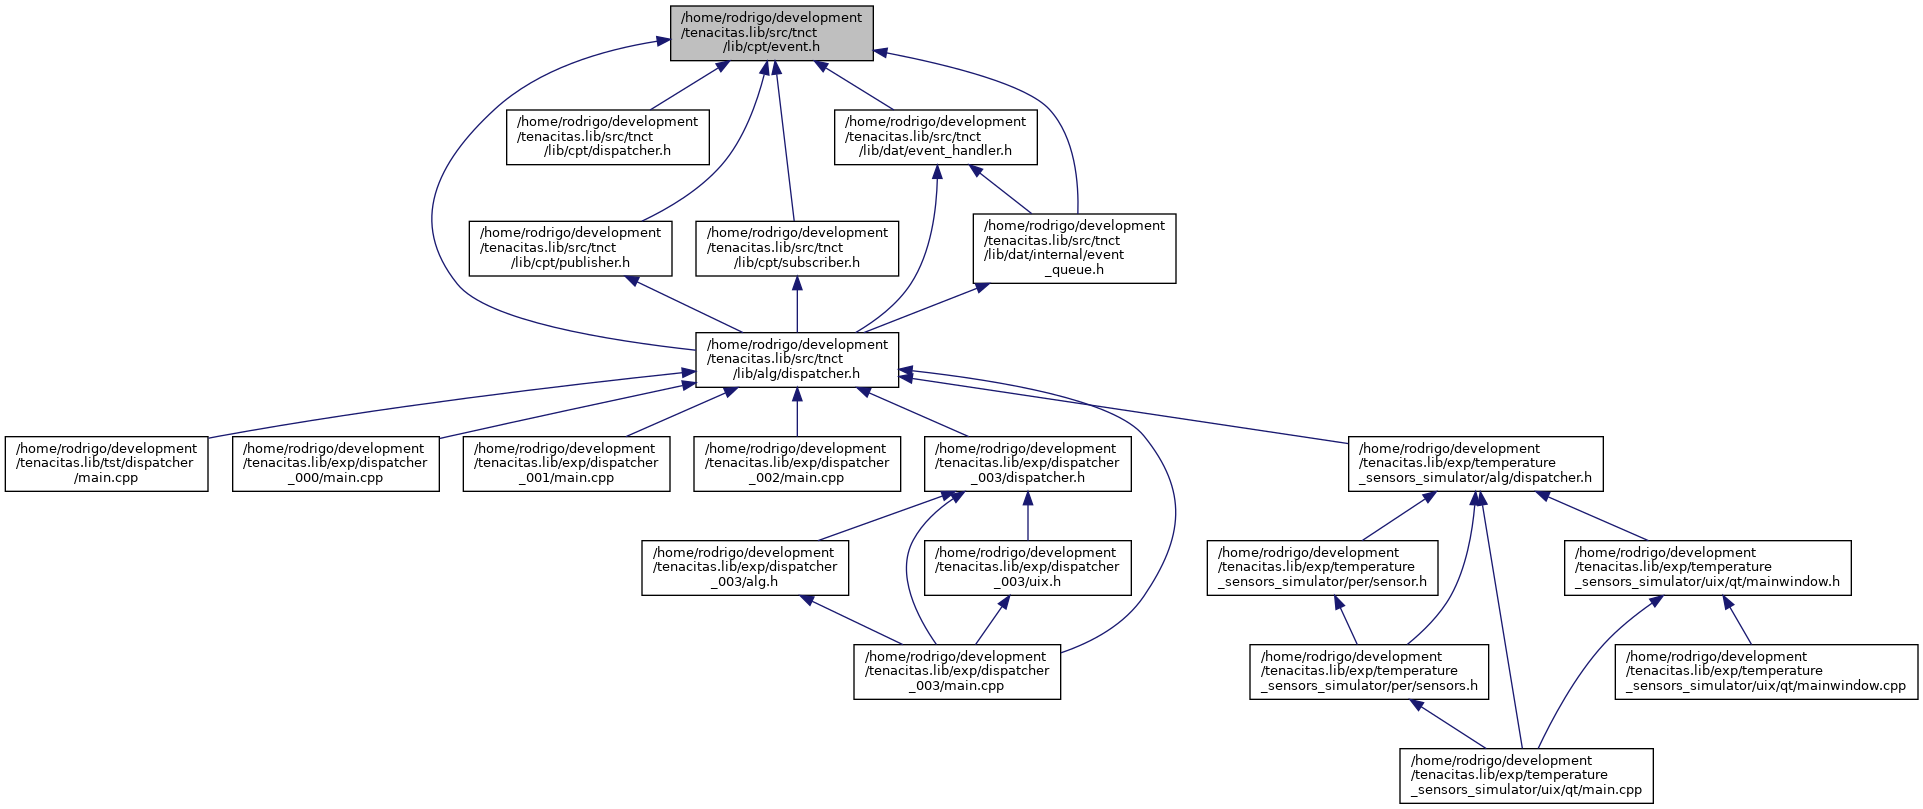 /home/rodrigo/development
/tenacitas.lib/src/tnct
/lib/cpt/event.h
/home/rodrigo/development
/tenacitas.lib/src/tnct
/lib/cpt/dispatcher.h
/home/rodrigo/development
/tenacitas.lib/src/tnct
/lib/dat/event_handler.h
/home/rodrigo/development
/tenacitas.lib/src/tnct
/lib/cpt/publisher.h
/home/rodrigo/development
/tenacitas.lib/src/tnct
/lib/cpt/subscriber.h
/home/rodrigo/development
/tenacitas.lib/src/tnct
/lib/dat/internal/event
_queue.h
/home/rodrigo/development
/tenacitas.lib/src/tnct
/lib/alg/dispatcher.h
/home/rodrigo/development
/tenacitas.lib/tst/dispatcher
/main.cpp
/home/rodrigo/development
/tenacitas.lib/exp/dispatcher
_000/main.cpp
/home/rodrigo/development
/tenacitas.lib/exp/dispatcher
_001/main.cpp
/home/rodrigo/development
/tenacitas.lib/exp/dispatcher
_002/main.cpp
/home/rodrigo/development
/tenacitas.lib/exp/dispatcher
_003/dispatcher.h
/home/rodrigo/development
/tenacitas.lib/exp/temperature
_sensors_simulator/alg/dispatcher.h
/home/rodrigo/development
/tenacitas.lib/exp/dispatcher
_003/alg.h
/home/rodrigo/development
/tenacitas.lib/exp/dispatcher
_003/uix.h
/home/rodrigo/development
/tenacitas.lib/exp/temperature
_sensors_simulator/per/sensor.h
/home/rodrigo/development
/tenacitas.lib/exp/temperature
_sensors_simulator/uix/qt/mainwindow.h
/home/rodrigo/development
/tenacitas.lib/exp/dispatcher
_003/main.cpp
/home/rodrigo/development
/tenacitas.lib/exp/temperature
_sensors_simulator/per/sensors.h
/home/rodrigo/development
/tenacitas.lib/exp/temperature
_sensors_simulator/uix/qt/mainwindow.cpp
/home/rodrigo/development
/tenacitas.lib/exp/temperature
_sensors_simulator/uix/qt/main.cpp